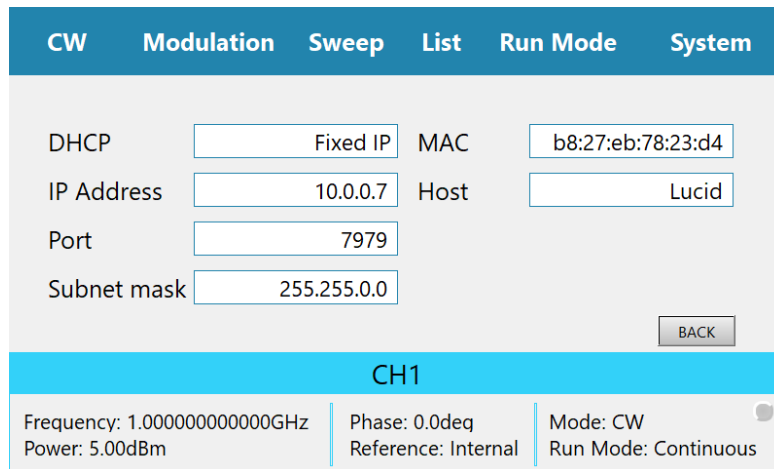 CW Modulation Sweep List Run Mode System
DHCP Fixed IP MAC b8:27:eb:78:23:d4
IP Address 10.0.0.7 Host Lucid
Port 7979
Subnet mask 255.255.0.0
BACK
CH1
Frequency: 1.000000000000GHz Phase: 0.0deg Mode: CW
Power: 5.00dBm Reference: Internal Run Mode: Continuous